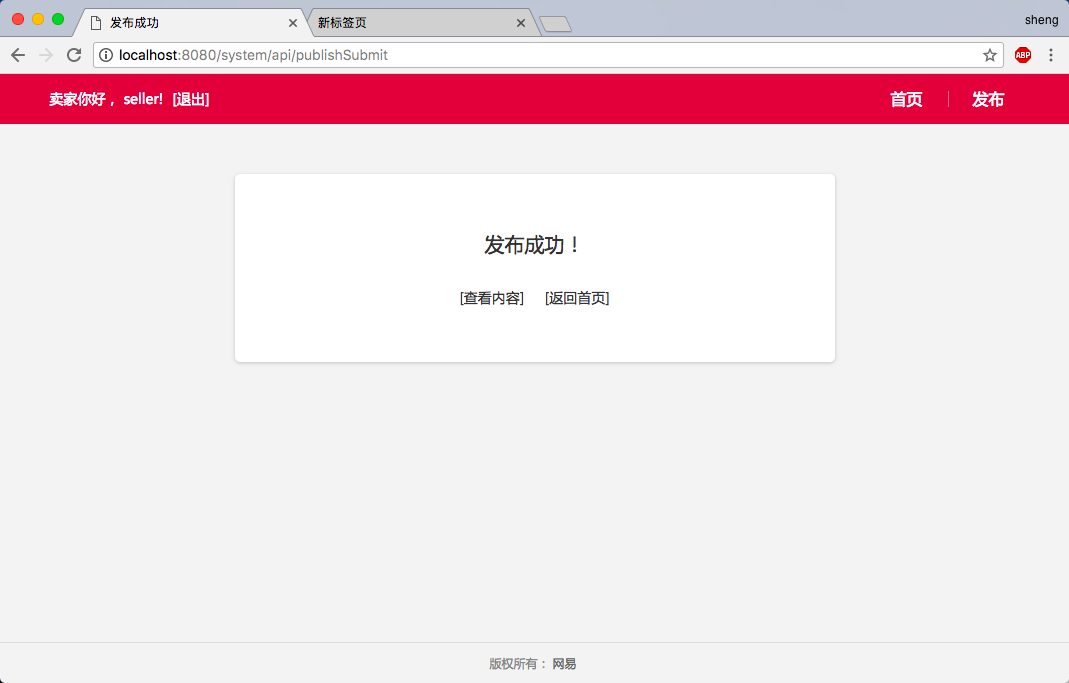 发布成功
新标签页
sheng
localhost:8080/system/api/publishSubmit
ABP
卖家你好， seller! [退出]
首页
发布
发布成功！
[查看内容] [返回首页]
版权所有： 网易